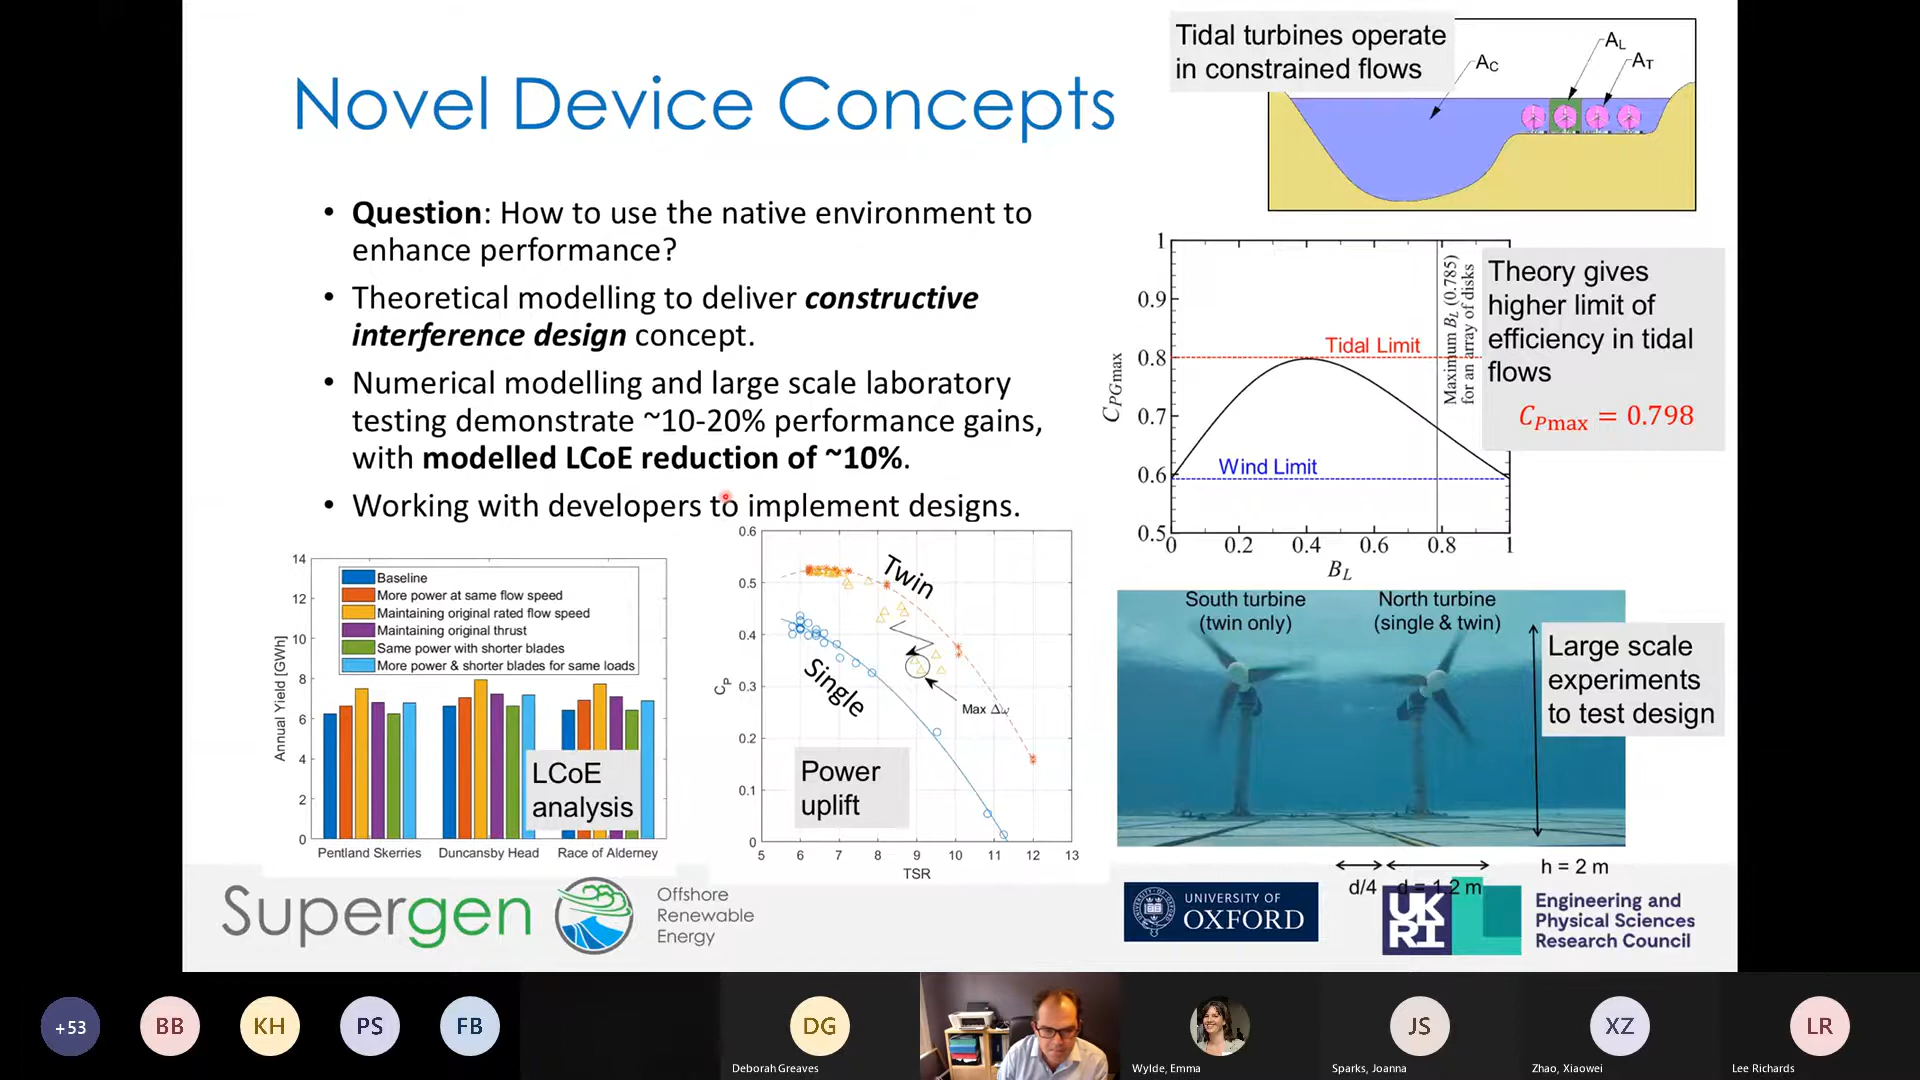 Novel Device Concepts
• Question: How to use the native environment to
enhance performance?
• Theoretical modelling to deliver constructive
interference design concept.
• Numerical modelling and large scale laboratory
testing demonstrate ~10-20% performance gains,
with modelled LCoE reduction of ~10%.
• Working with developers to implement designs.
Tidal turbines operate
in constrained flows
AC
AL
AT
1
0.9
0.8
0.7
0.6
0.5
CPGmax
Tidal Limit
Wind Limit
Maximum BL (0.785)
for an array of disks
0 0.2 0.4 0.6 0.8 1
BL
Theory gives
higher limit of
efficiency in tidal
flows
CPmax = 0.798
14
12
10
8
6
4
2
0
Annual Yield [GWh]
Baseline
More power at same flow speed
Maintaining original rated flow speed
Maintaining original thrust
Same power with shorter blades
More power & shorter blades for same loads
LCoE
analysis
Pentland Skerries Duncansby Head Race of Alderney
0.6
0.5
0.4
0.3
0.2
0.1
0
CP
Twin
Single
Max Δω
Power
uplift
5 6 7 8 9 10 11 12 13
TSR
South turbine
(twin only)
North turbine
(single & twin)
Large scale
experiments
to test design
h = 2 m
d/4 d = 1.2 m
Supergen
Offshore
Renewable
Energy
UNIVERSITY OF
OXFORD
UK
RI
Engineering and
Physical Sciences
Research Council
+53
BB
KH
PS
FB
DG
Deborah Greaves
Wylde, Emma
JS
Sparks, Joanna
XZ
Zhao, Xiaowei
LR
Lee Richards